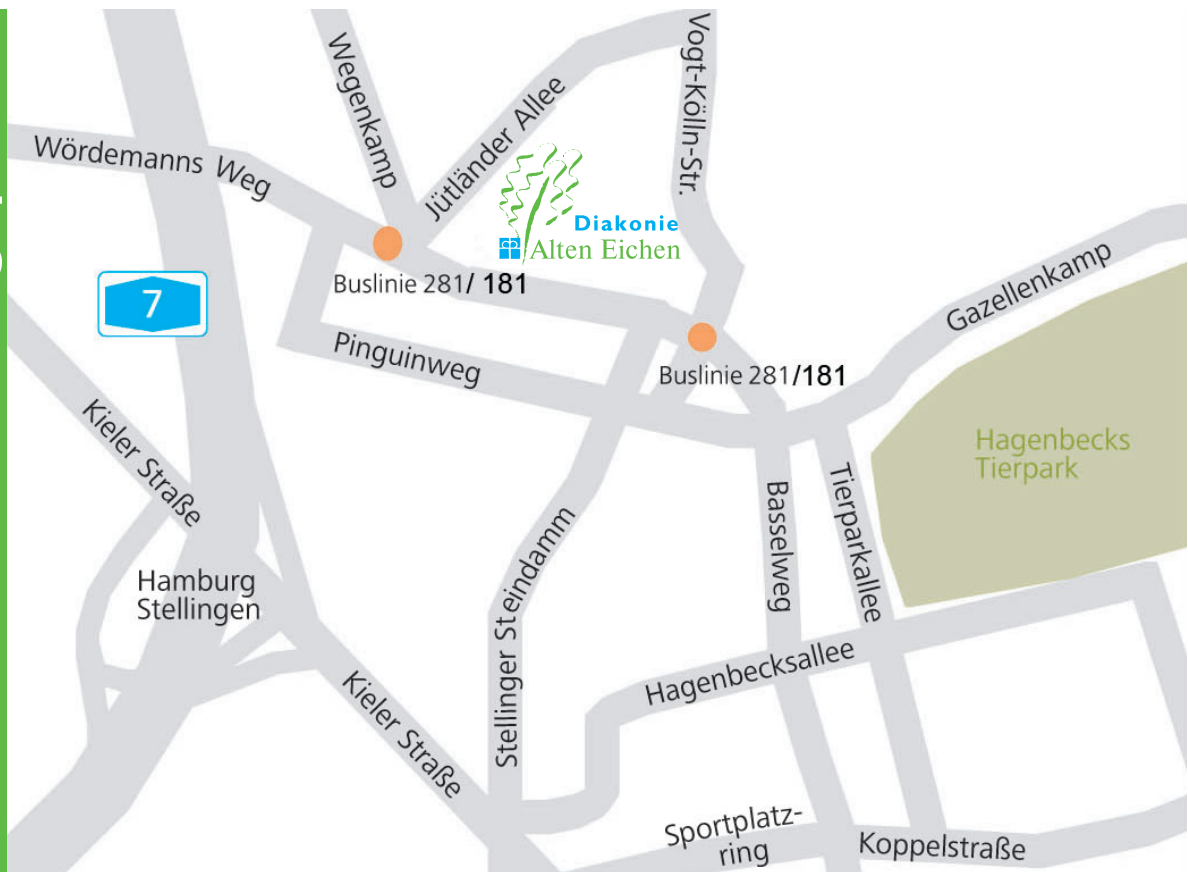 Wegenkamp
Vogt-Kölln-Str.
Jütländer Allee
Wördemanns Weg
Diakonie
Alten Eichen
Buslinie 281/ 181
7
Gazellenkamp
Pinguinweg
Buslinie 281/181
Hagenbecks
Tierpark
Kieler Straße
Tierparkallee
Basselweg
Stellinger Steindamm
Hamburg
Stellingen
Hagenbecksallee
Kieler Straße
Sportplatz-
ring
Koppelstraße